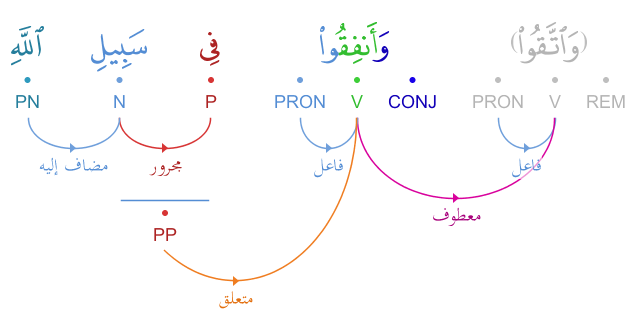 (وَٱتَّقُوا۟) وَأَنفِقُوا۟ فِى سَبِيلِ ٱللَّهِ
REM V PRON CONJ V PRON P N PN
فاعل فاعل مجرور مضاف إليه
معطوف
PP
متعلق